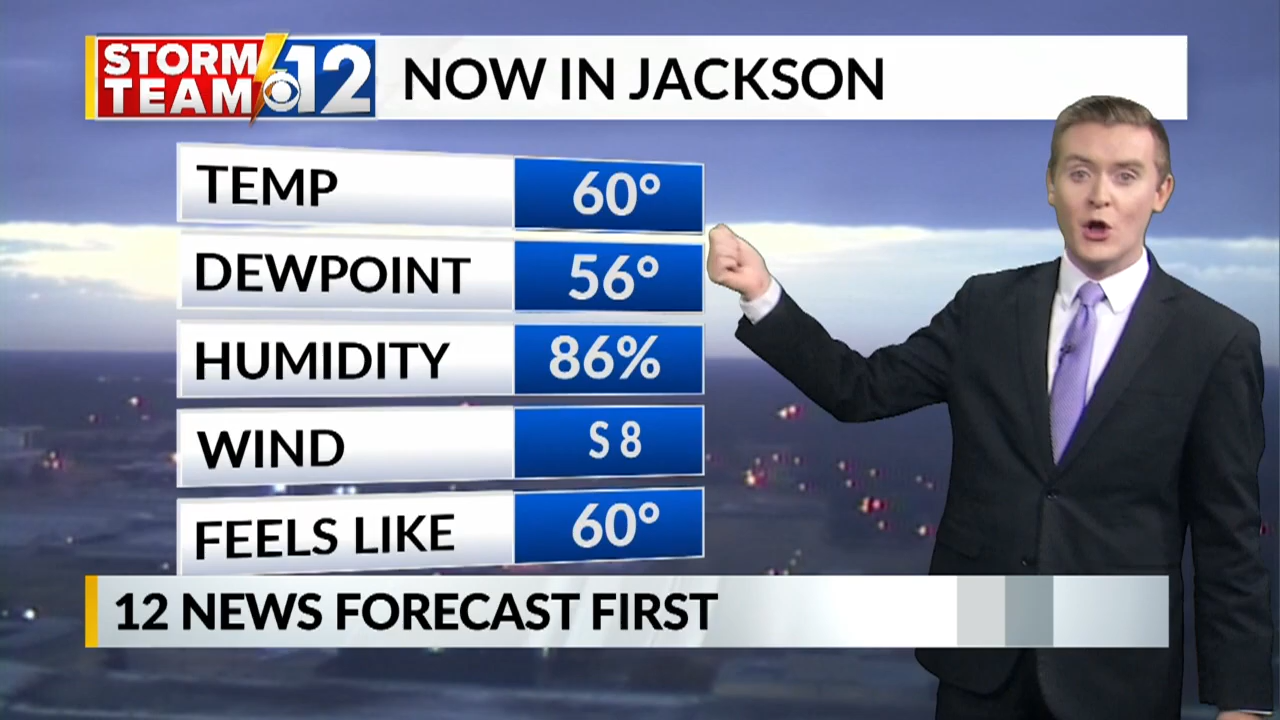 STORM
TEAM 12
NOW IN JACKSON
TEMP 60°
DEWPOINT 56°
HUMIDITY 86%
WIND S 8
FEELS LIKE 60°
12 NEWS FORECAST FIRST